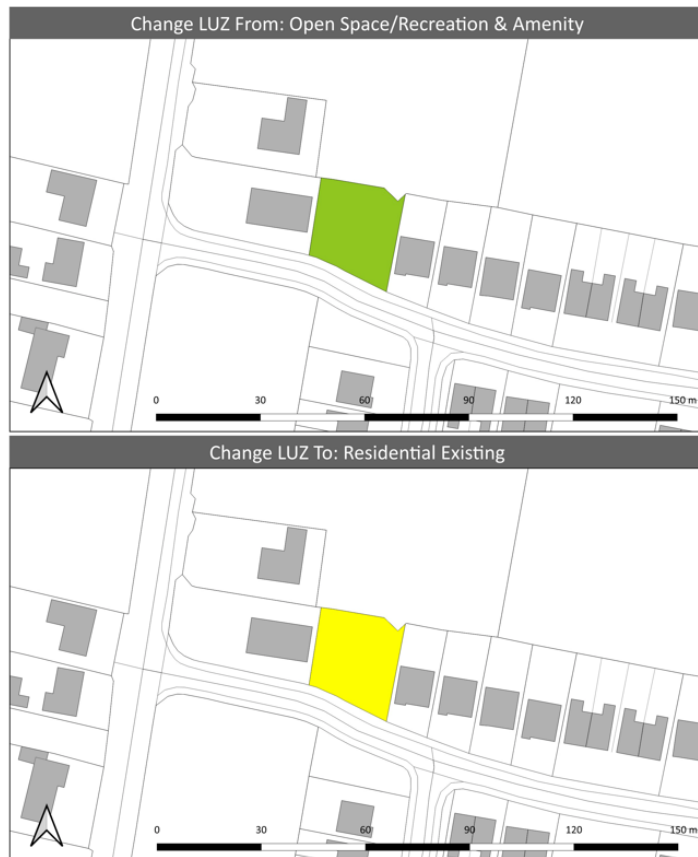 Change LUZ From: Open Space/Recreation & Amenity
0 30 60 90 120 150 m
Change LUZ To: Residential Existing
0 30 60 90 120 150 m